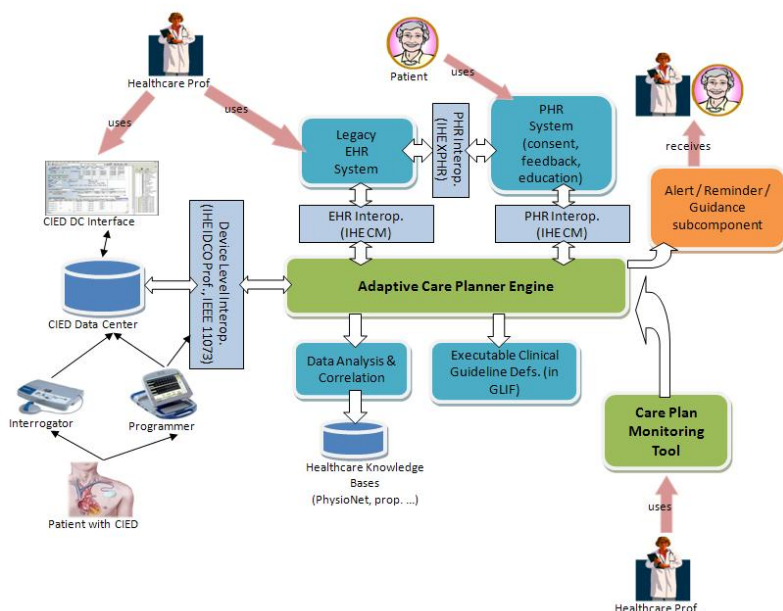 Healthcare Prof
uses
uses
Patient
uses
Legacy
EHR
System
PHR Interop.
(IHE XPHR)
PHR
System
(consent,
feedback,
education)
receives
Alert / Reminder /
Guidance
subcomponent
CIED DC Interface
EHR Interop.
(IHE CM)
PHR Interop.
(IHE CM)
Device Level Interop.
(IHE IDCO Prof., IEEE 11073)
Adaptive Care Planner Engine
CIED Data Center
Data Analysis &
Correlation
Executable Clinical
Guideline Defs. (in
GLIF)
Interrogator
Programmer
Care Plan
Monitoring
Tool
Healthcare Knowledge
Bases
(PhysioNet, prop. ...)
Patient with CIED
uses
Healthcare Prof